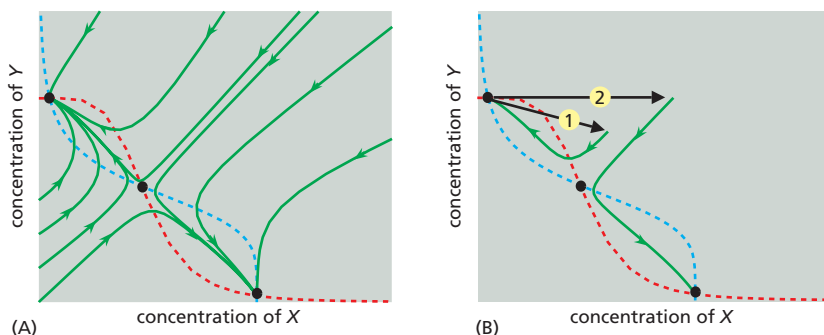 concentration of Y
concentration of X
(A)
concentration of Y
2
1
concentration of X
(B)